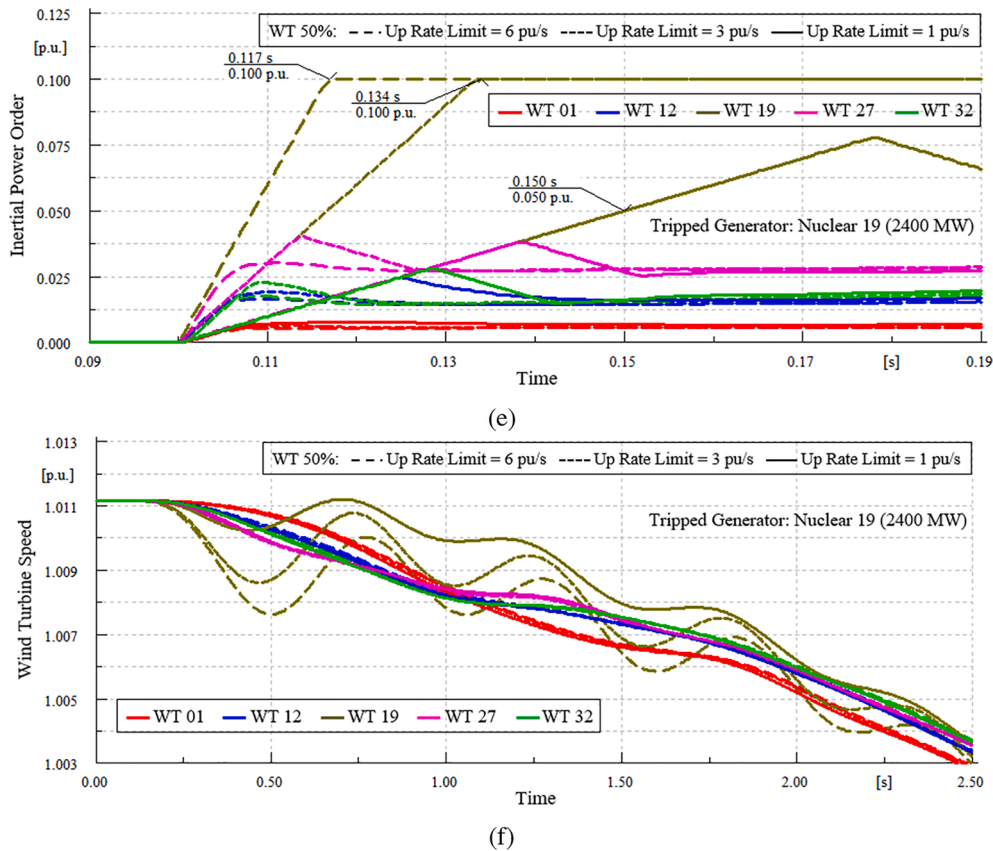 0.125
[p.u.]
WT 50%: Up Rate Limit = 6 pu/s Up Rate Limit = 3 pu/s Up Rate Limit = 1 pu/s
0.117 s
0.100 p.u.
0.100
0.134 s
0.100 p.u.
WT 01 WT 12 WT 19 WT 27 WT 32
Inertial Power Order
0.075
0.150 s
0.050 p.u.
0.050
Tripped Generator: Nuclear 19 (2400 MW)
0.025
0.000
0.09 0.11 0.13 0.15 0.17 [s] 0.19
Time
(e)
1.013
[p.u.]
WT 50%: Up Rate Limit = 6 pu/s Up Rate Limit = 3 pu/s Up Rate Limit = 1 pu/s
1.011
Tripped Generator: Nuclear 19 (2400 MW)
1.009
Wind Turbine Speed
1.007
1.005
WT 01 WT 12 WT 19 WT 27 WT 32
1.003
0.00 0.50 1.00 1.50 2.00 [s] 2.50
Time
(f)